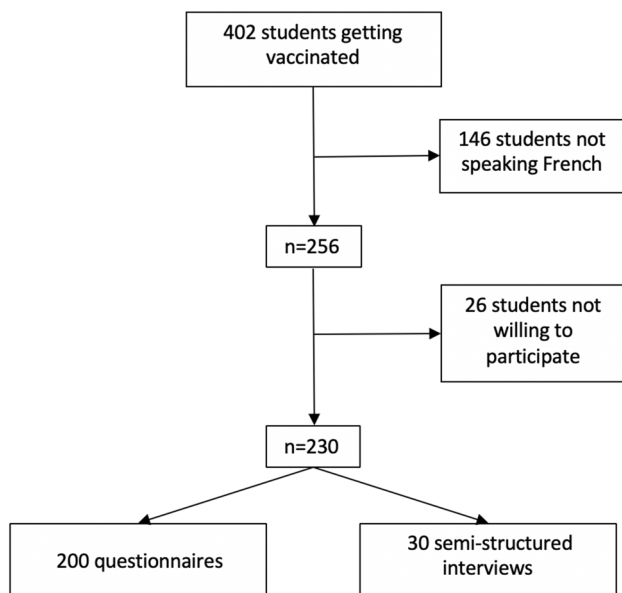 402 students getting
vaccinated
146 students not
speaking French
n=256
26 students not
willing to
participate
n=230
200 questionnaires
30 semi-structured
interviews